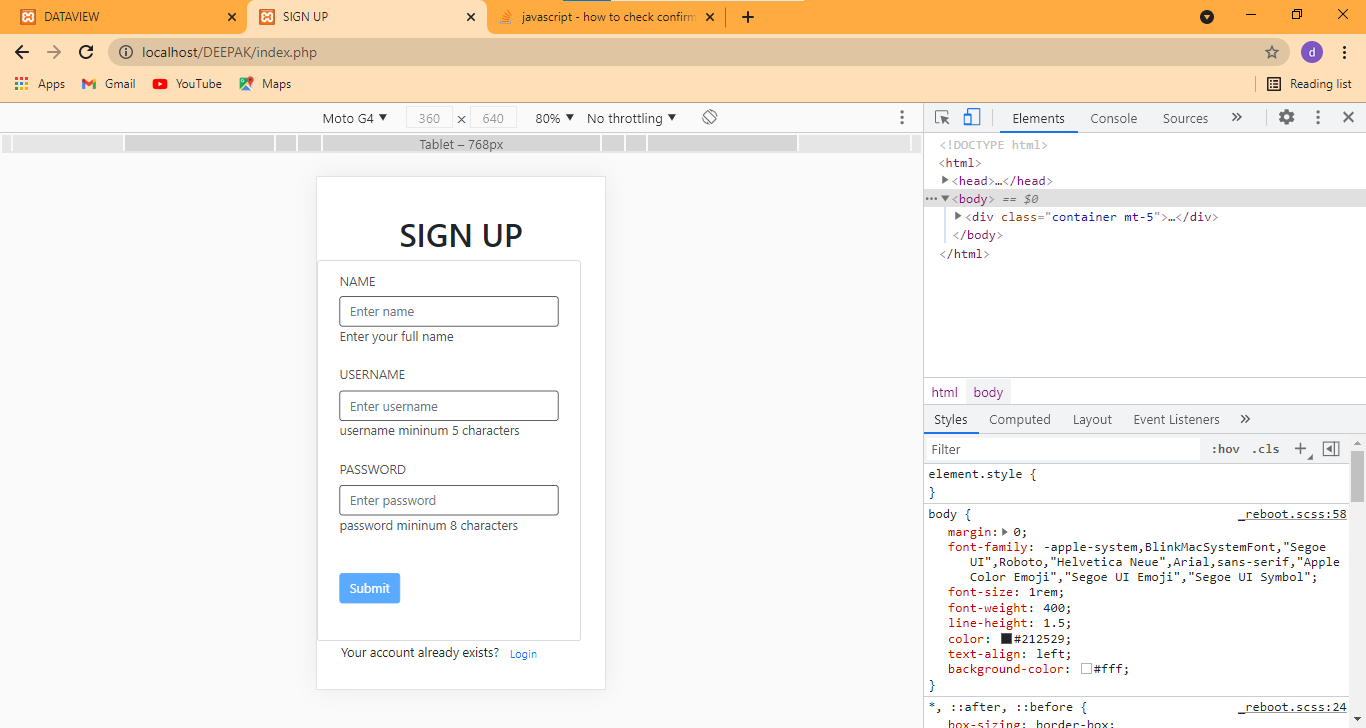 DATAVIEW
SIGN UP
javascript - how to check confirm
localhost/DEEPAK/index.php
d
Apps Gmail YouTube Maps Reading list
Moto G4 ▼ 360 × 640 80% ▼ No throttling ▼
Tablet – 768px
SIGN UP
NAME
Enter name
Enter your full name
USERNAME
Enter username
username mininum 5 characters
PASSWORD
Enter password
password mininum 8 characters
Submit
Your account already exists? Login
Elements Console Sources »
<!DOCTYPE html>
<html>
<head>…</head>
<body> == $0
<div class="container mt-5">…</div>
</body>
</html>
html body
Styles Computed Layout Event Listeners »
Filter :hov .cls +
element.style {
}
body { _reboot.scss:58
margin: 0;
font-family: -apple-system,BlinkMacSystemFont,"Segoe
UI",Roboto,"Helvetica Neue",Arial,sans-serif,"Apple
Color Emoji","Segoe UI Emoji","Segoe UI Symbol";
font-size: 1rem;
font-weight: 400;
line-height: 1.5;
color: #212529;
text-align: left;
background-color: #fff;
}
*, ::after, ::before { _reboot.scss:24
box-sizing: border-box;